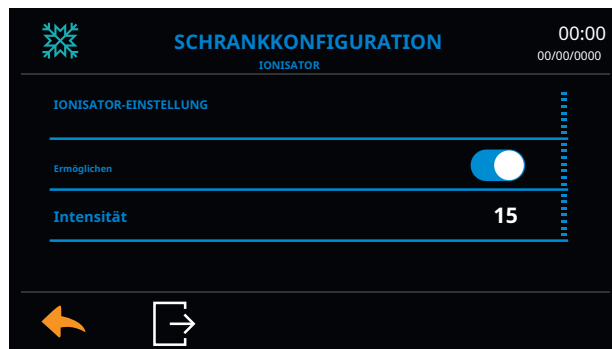 SCHRANKKONFIGURATION
00:00
IONISATOR
00/00/0000
IONISATOR-EINSTELLUNG
Ermöglichen
Intensität 15